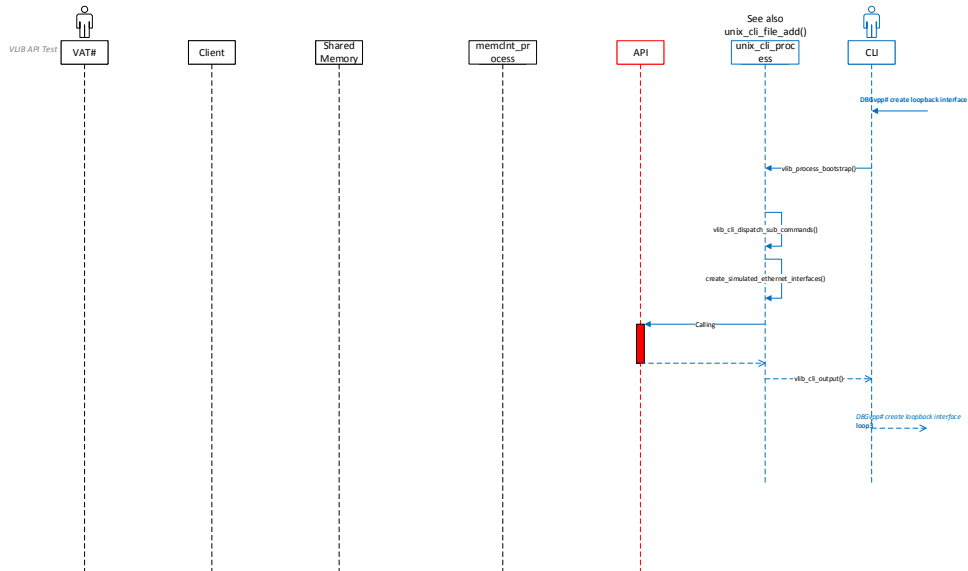 See also
unix_cli_file_add()
VLIB API Test
VAT#
Client
Shared
Memory
memclnt_pr
ocess
API
unix_cli_proc
ess
CLI
DBGvpp# create loopback interface
vlib_process_bootstrap()
vlib_cli_dispatch_sub_commands()
create_simulated_ethernet_interfaces()
Calling
vlib_cli_output()
DBGvpp# create loopback interface